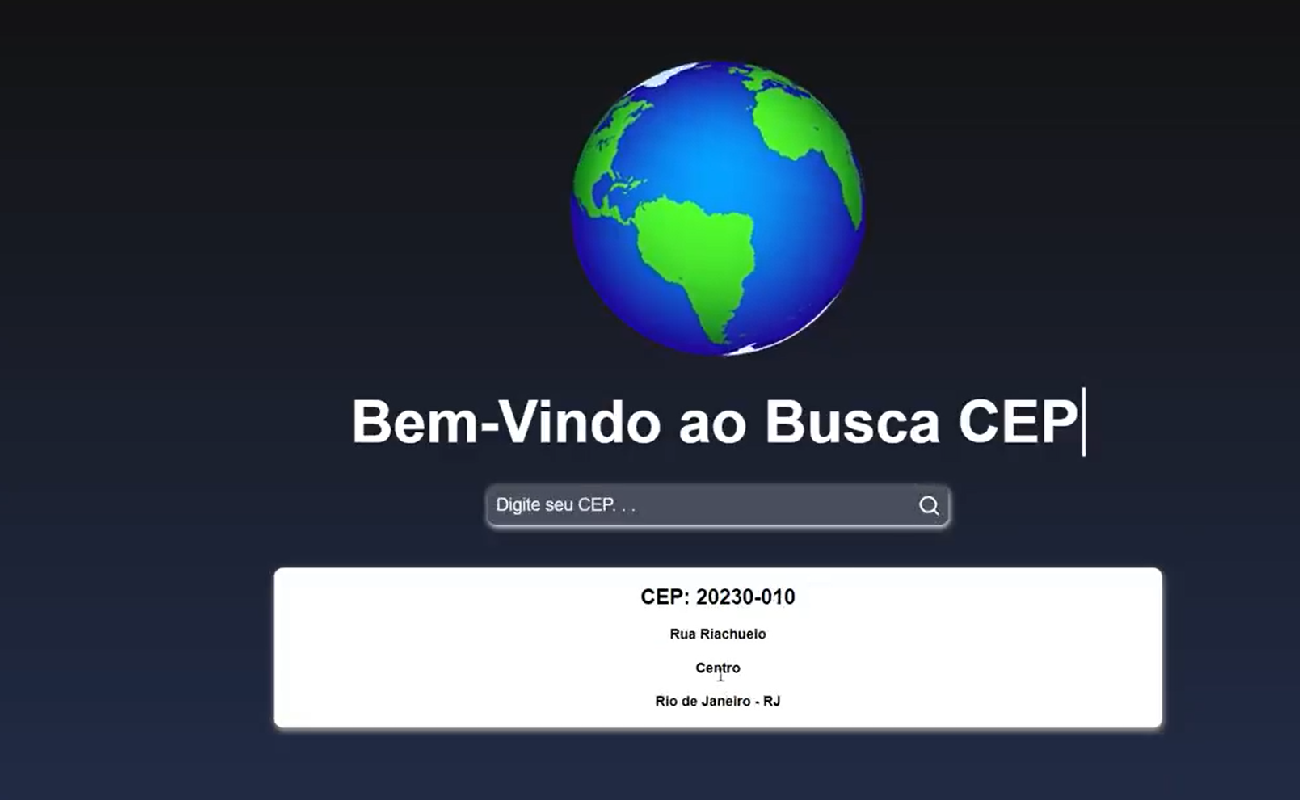 Bem-Vindo ao Busca CEP
Digite seu CEP. . .
CEP: 20230-010
Rua Riachuelo
Centro
Rio de Janeiro - RJ